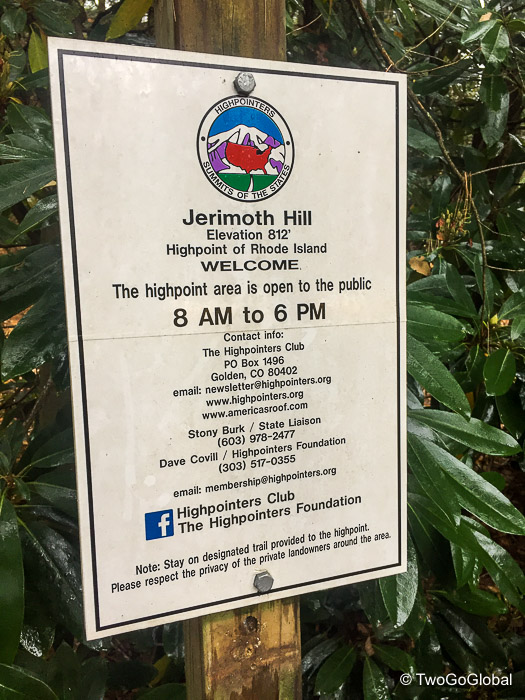 HIGHPOINTERS
SUMMITS OF THE STATES
Jerimoth Hill
Elevation 812'
Highpoint of Rhode Island
WELCOME
The highpoint area is open to the public
8 AM to 6 PM
Contact info:
The Highpointers Club
PO Box 1496
Golden, CO 80402
email: newsletter@highpointers.org
www.highpointers.org
www.americasroof.com
Stony Burk / State Liaison
(603) 978-2477
Dave Covill / Highpointers Foundation
(303) 517-0355
email: membership@highpointers.org
f
Highpointers Club
The Highpointers Foundation
Note: Stay on designated trail provided to the highpoint.
Please respect the privacy of the private landowners around the area.
© TwoGoGlobal